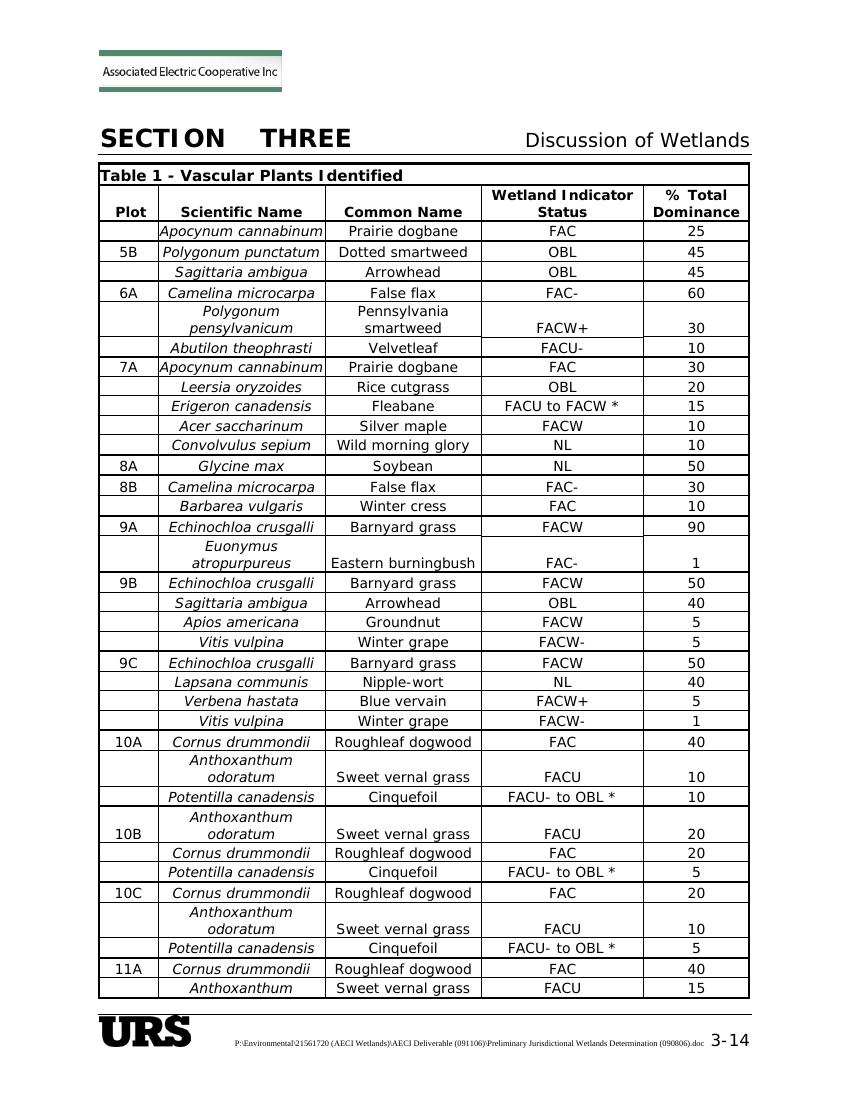 Associated Electric Cooperative Inc
SECTION THREE Discussion of Wetlands
Table 1 - Vascular Plants Identified
Plot Scientific Name Common Name Wetland Indicator Status % Total Dominance
Apocynum cannabinum Prairie dogbane FAC 25
5B Polygonum punctatum Dotted smartweed OBL 45
Sagittaria ambigua Arrowhead OBL 45
6A Camelina microcarpa False flax FAC- 60
Polygonum pensylvanicum Pennsylvania smartweed FACW+ 30
Abutilon theophrasti Velvetleaf FACU- 10
7A Apocynum cannabinum Prairie dogbane FAC 30
Leersia oryzoides Rice cutgrass OBL 20
Erigeron canadensis Fleabane FACU to FACW * 15
Acer saccharinum Silver maple FACW 10
Convolvulus sepium Wild morning glory NL 10
8A Glycine max Soybean NL 50
8B Camelina microcarpa False flax FAC- 30
Barbarea vulgaris Winter cress FAC 10
9A Echinochloa crusgalli Barnyard grass FACW 90
Euonymus atropurpureus Eastern burningbush FAC- 1
9B Echinochloa crusgalli Barnyard grass FACW 50
Sagittaria ambigua Arrowhead OBL 40
Apios americana Groundnut FACW 5
Vitis vulpina Winter grape FACW- 5
9C Echinochloa crusgalli Barnyard grass FACW 50
Lapsana communis Nipple-wort NL 40
Verbena hastata Blue vervain FACW+ 5
Vitis vulpina Winter grape FACW- 1
10A Cornus drummondii Roughleaf dogwood FAC 40
Anthoxanthum odoratum Sweet vernal grass FACU 10
Potentilla canadensis Cinquefoil FACU- to OBL * 10
10B Anthoxanthum odoratum Sweet vernal grass FACU 20
Cornus drummondii Roughleaf dogwood FAC 20
Potentilla canadensis Cinquefoil FACU- to OBL * 5
10C Cornus drummondii Roughleaf dogwood FAC 20
Anthoxanthum odoratum Sweet vernal grass FACU 10
Potentilla canadensis Cinquefoil FACU- to OBL * 5
11A Cornus drummondii Roughleaf dogwood FAC 40
Anthoxanthum Sweet vernal grass FACU 15
URS P:\Environmental\21561720 (AECI Wetlands)\AECI Deliverable (091106)\Preliminary Jurisdictional Wetlands Determination (090806).doc 3-14